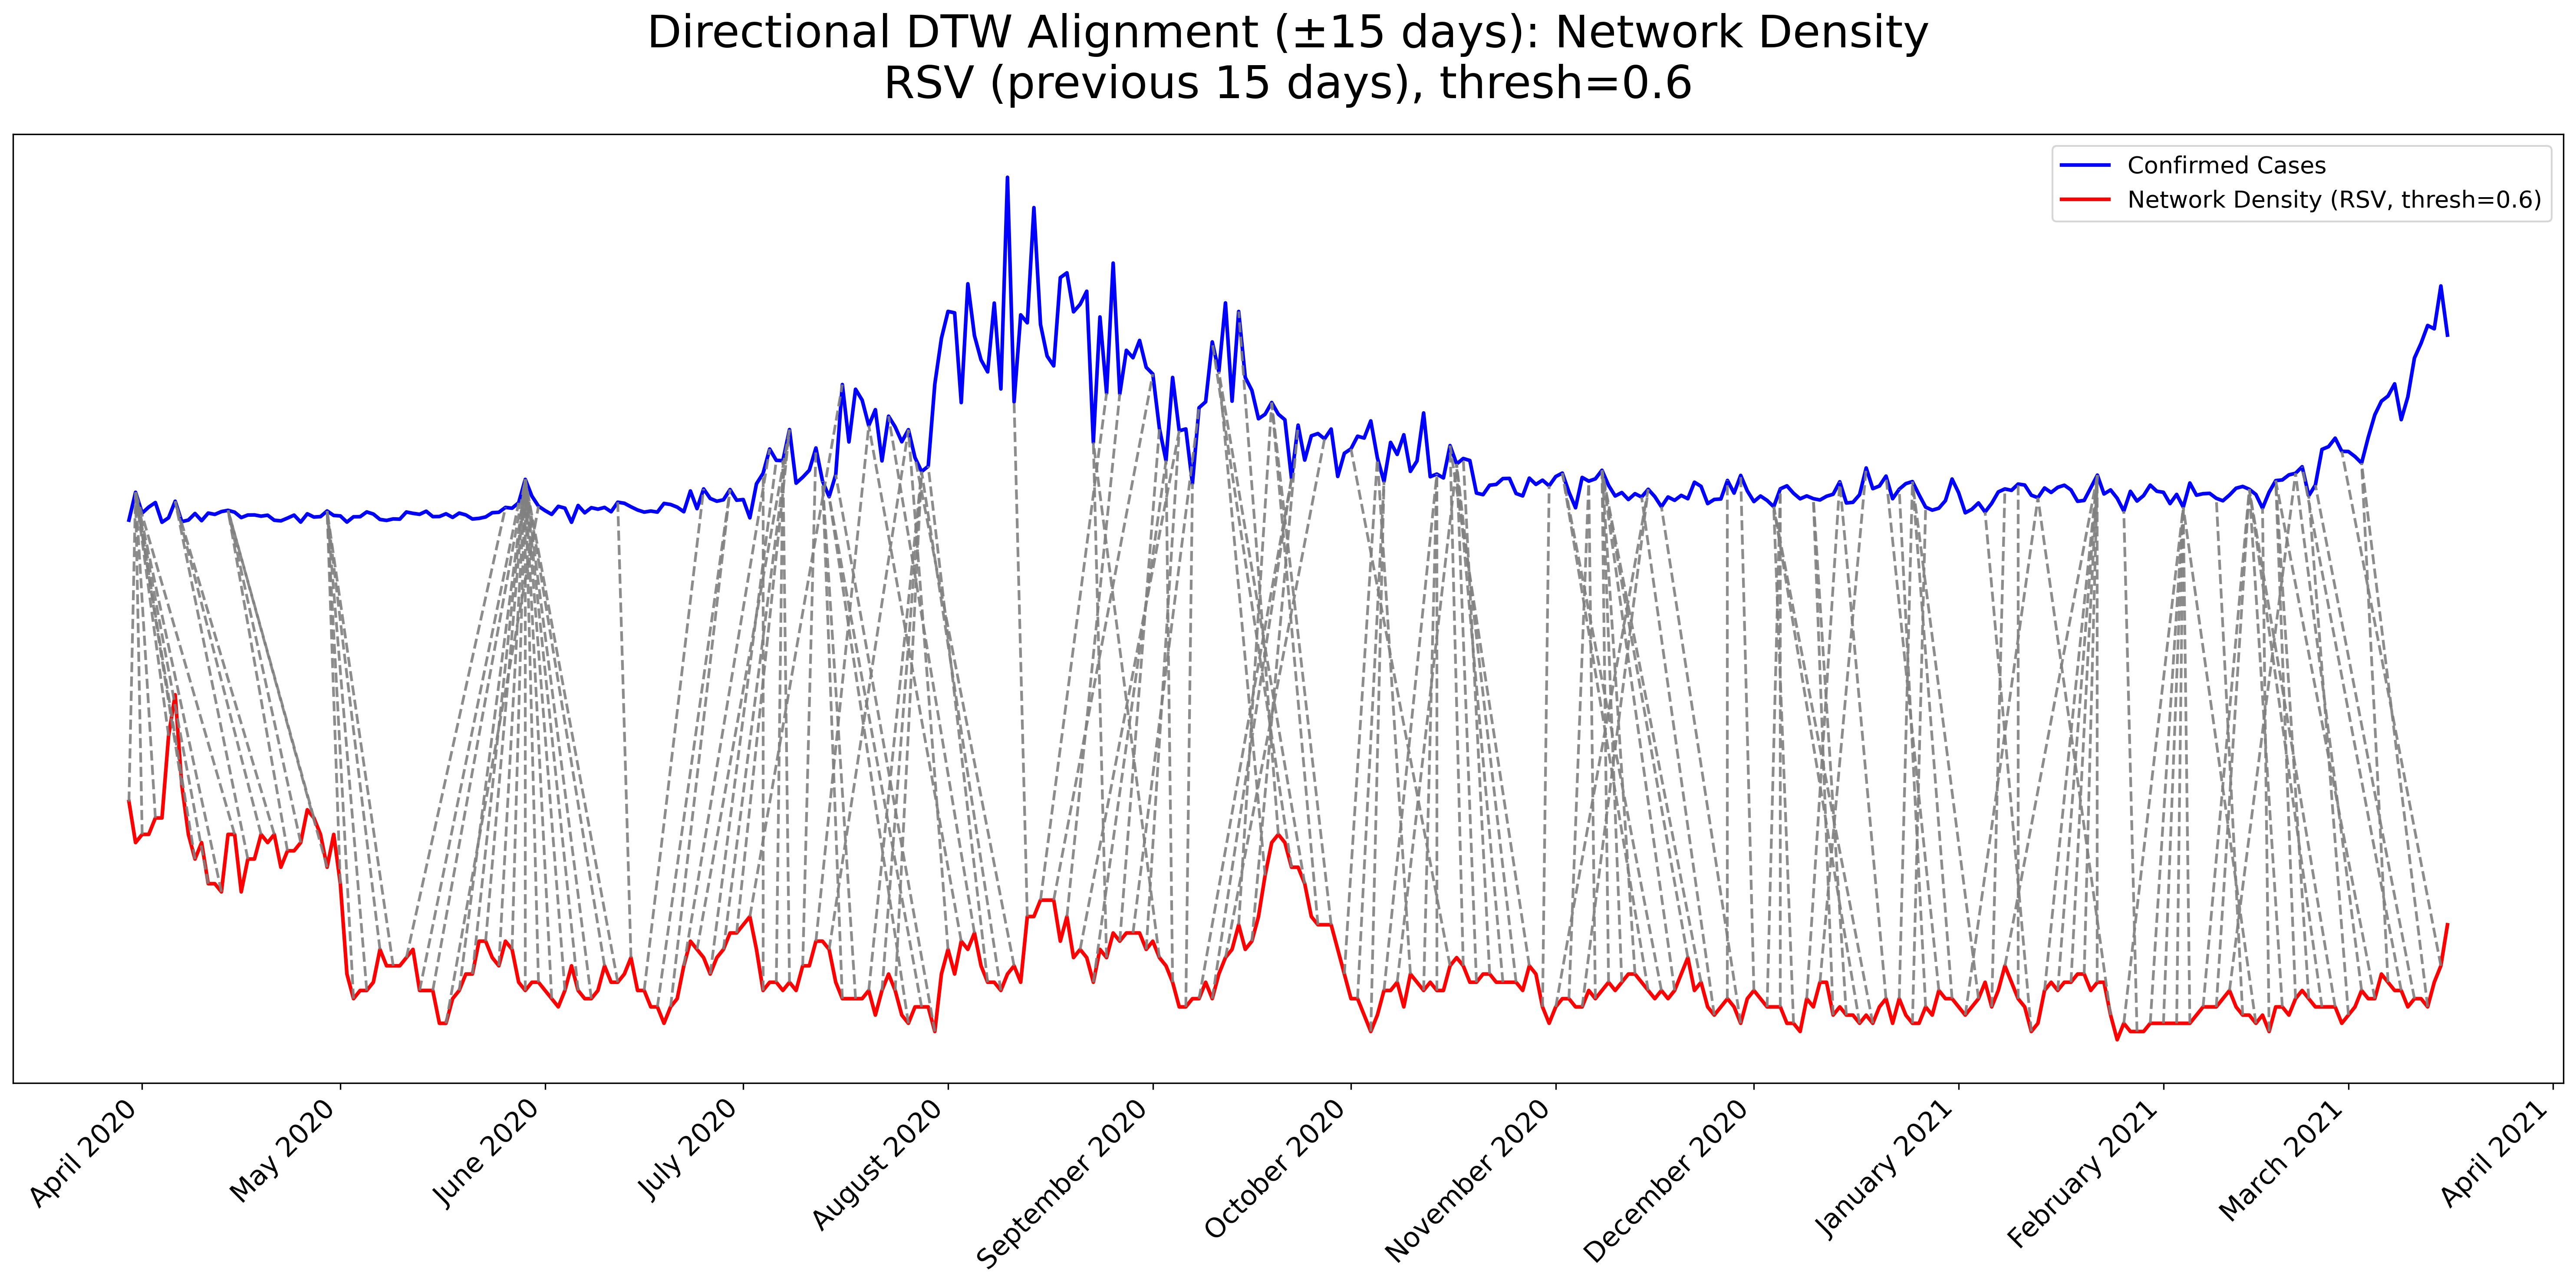 Directional DTW Alignment (±15 days): Network Density
RSV (previous 15 days), thresh=0.6
Confirmed Cases
Network Density (RSV, thresh=0.6)
April 2020
May 2020
June 2020
July 2020
August 2020
September 2020
October 2020
November 2020
December 2020
January 2021
February 2021
March 2021
April 2021